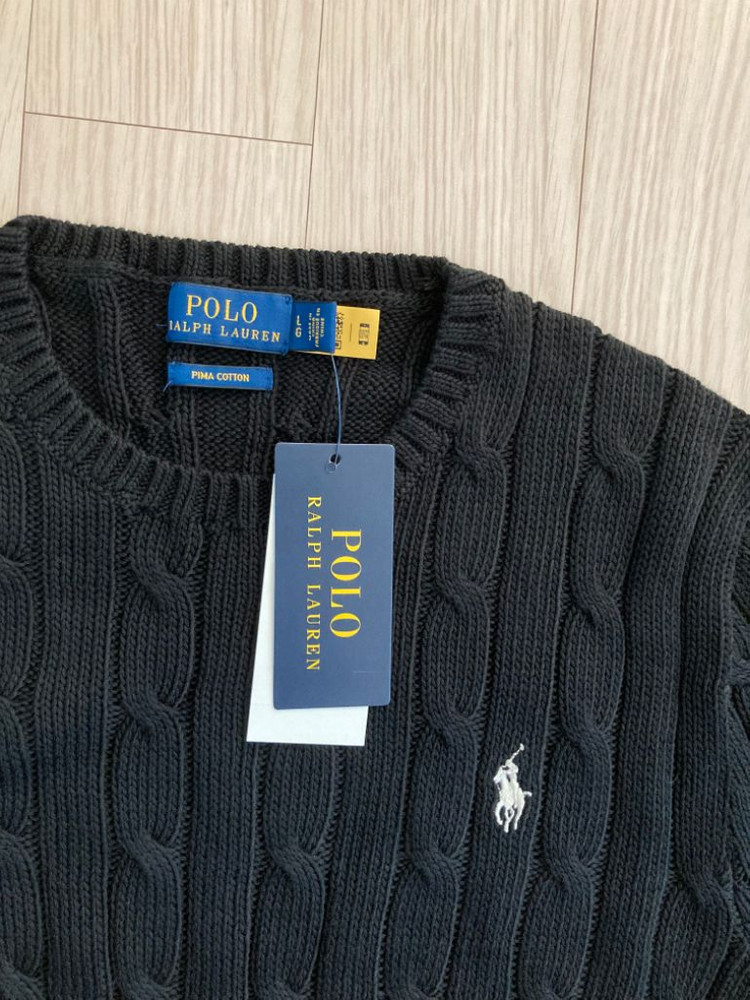 POLO
RALPH LAUREN
L G
PIMA COTTON
POLO
RALPH LAUREN